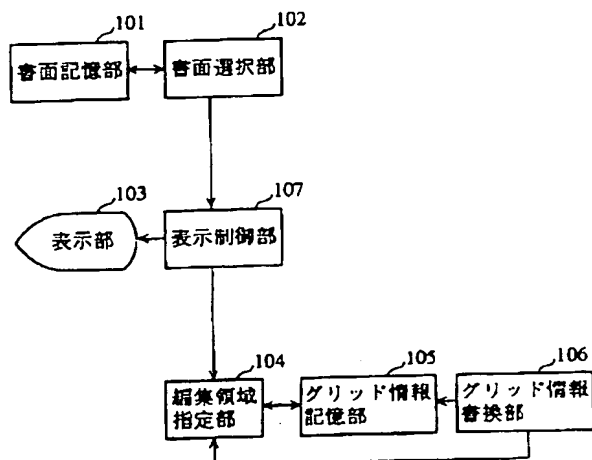 101
102
書面記憶部
書面選択部
103
107
表示部
表示制御部
104
105
106
編集領域
指定部
グリッド情報
記憶部
グリッド情報
書換部